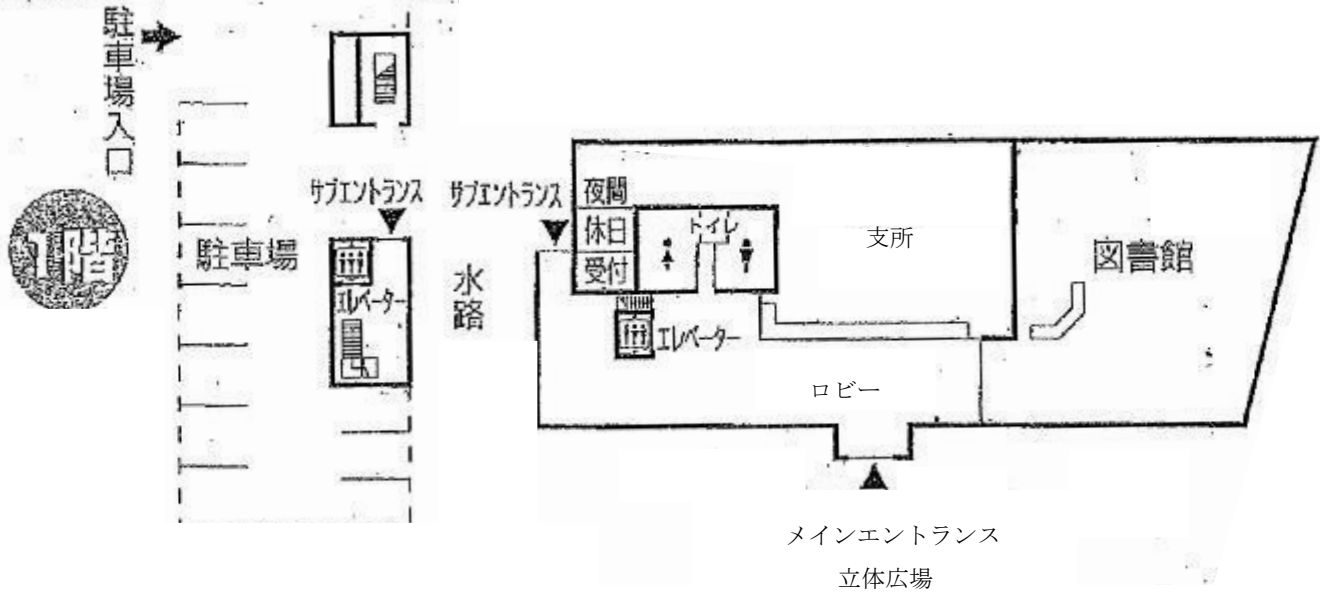 駐車場入口
1階
駐車場
サブエントランス
エレベーター
水路
サブエントランス
夜間
休日
受付
トイレ
エレベーター
支所
図書館
ロビー
メインエントランス
立体広場